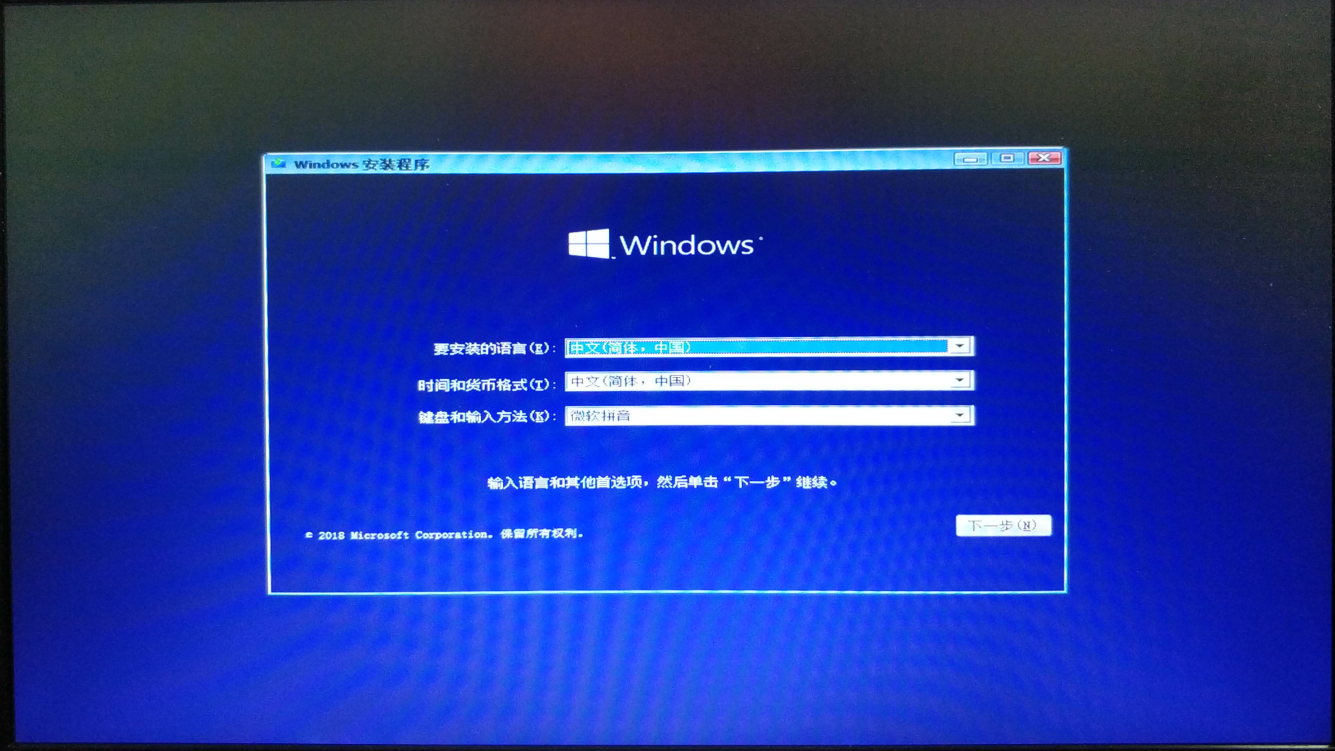 Windows 安装程序
Windows
要安装的语言(E): 中文(简体，中国)
时间和货币格式(T): 中文(简体，中国)
键盘和输入方法(K): 微软拼音
输入语言和其他首选项，然后单击“下一步”继续。
© 2018 Microsoft Corporation。保留所有权利。
下一步(N)